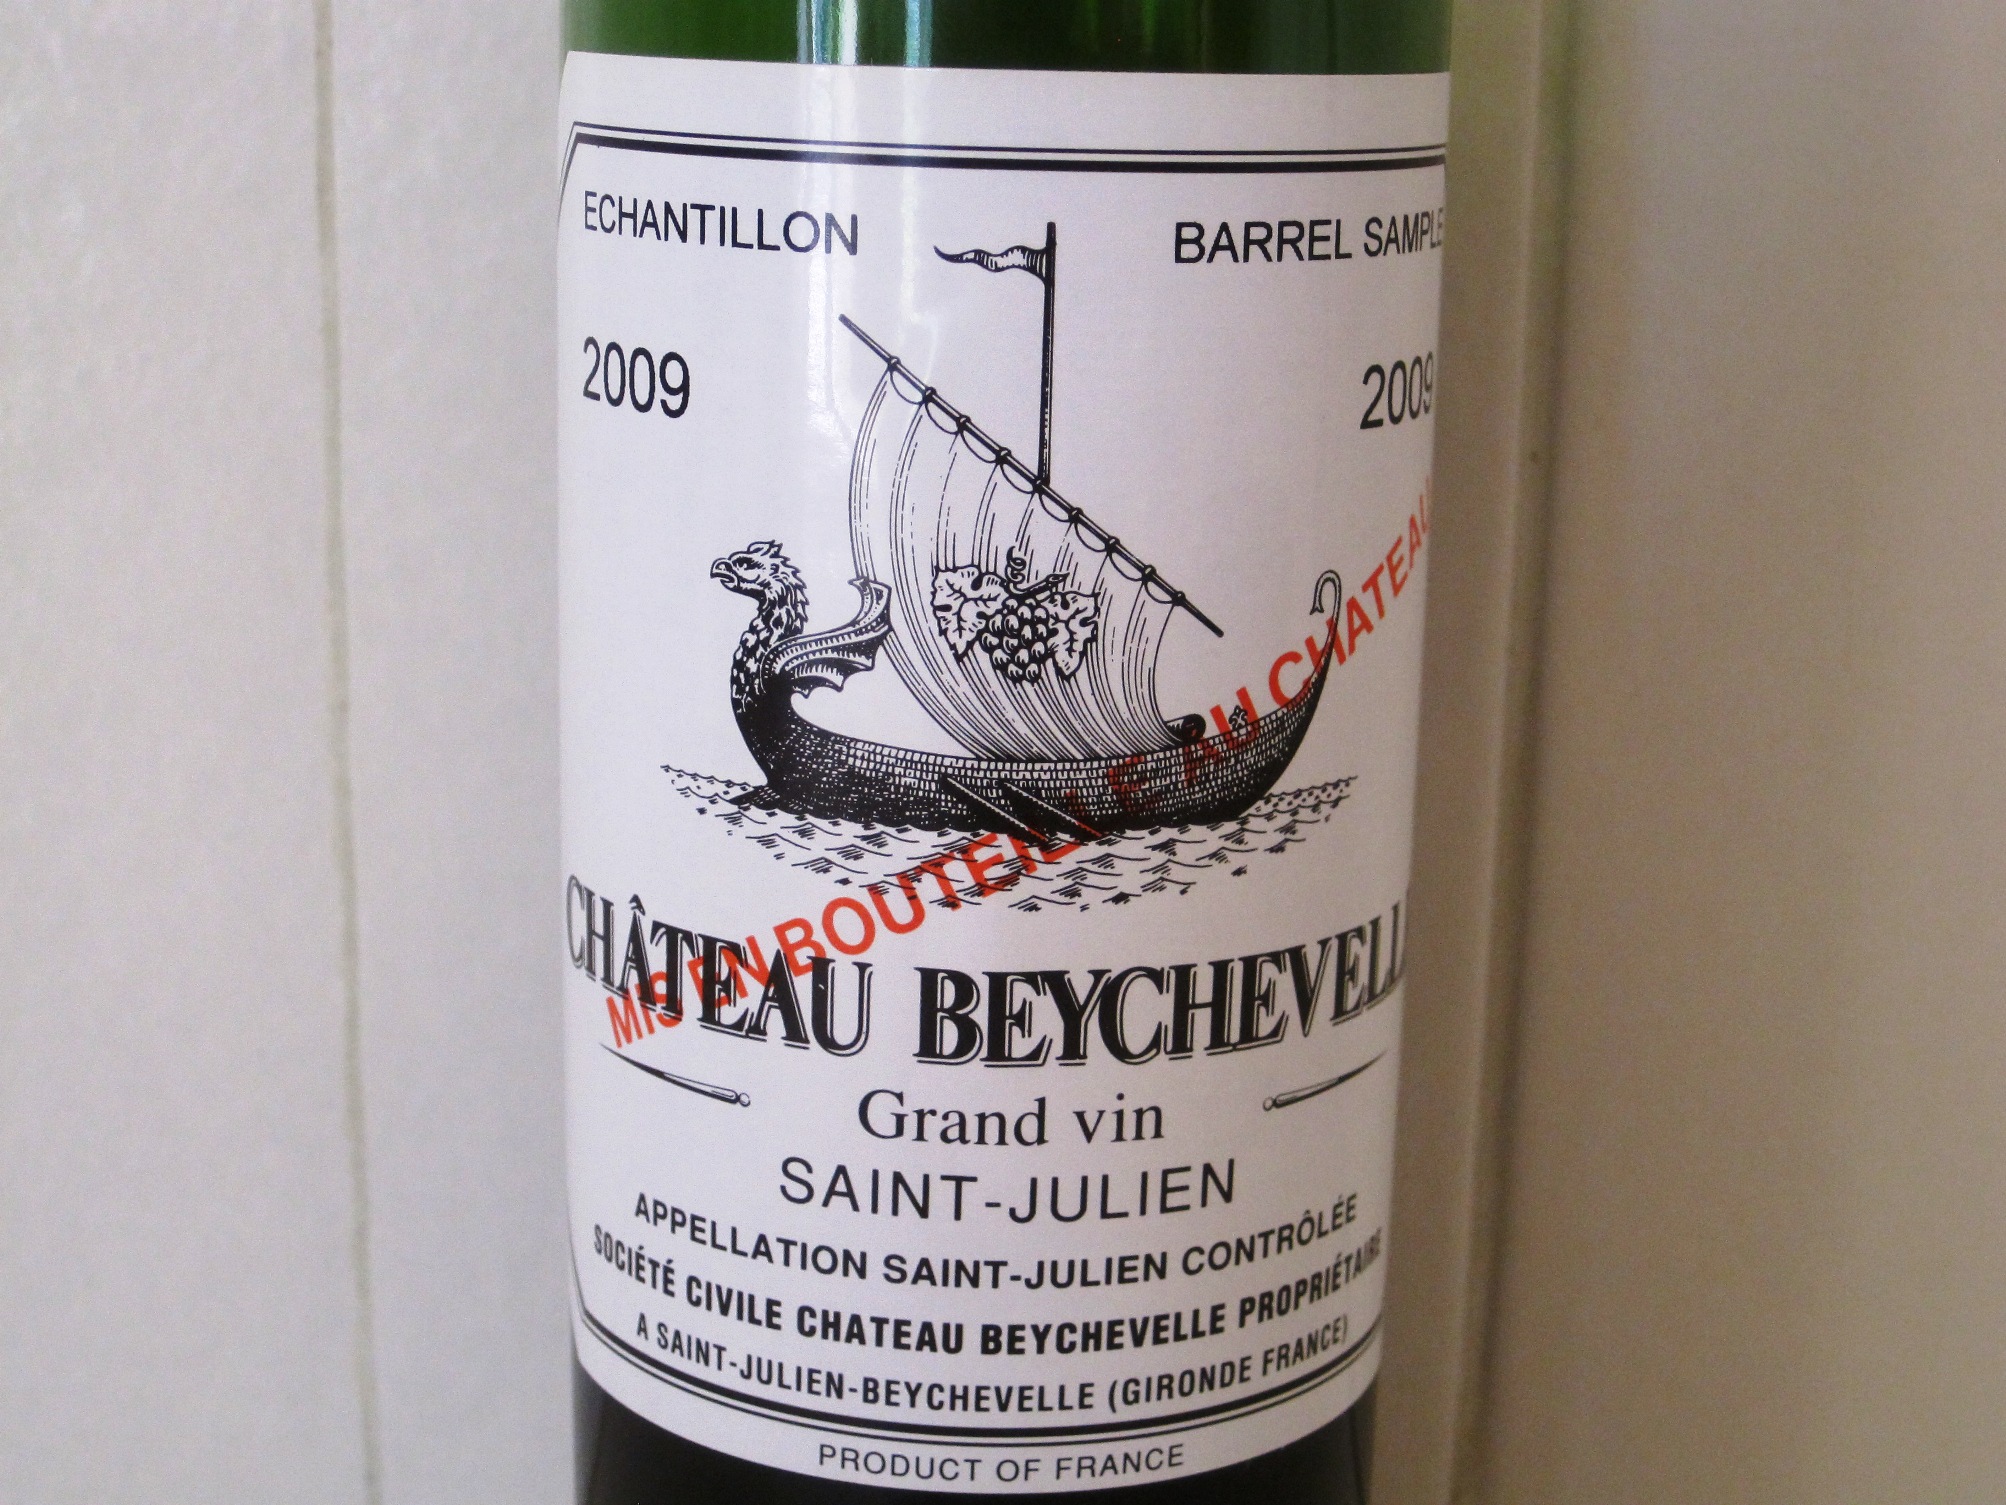 ECHANTILLON
BARREL SAMPLE
2009
2009
MIS EN BOUTEILLE AU CHATEAU
CHÂTEAU BEYCHEVELLE
Grand vin
SAINT-JULIEN
APPELLATION SAINT-JULIEN CONTRÔLÉE
SOCIÉTÉ CIVILE CHATEAU BEYCHEVELLE PROPRIÉTAIRE
A SAINT-JULIEN-BEYCHEVELLE (GIRONDE FRANCE)
PRODUCT OF FRANCE